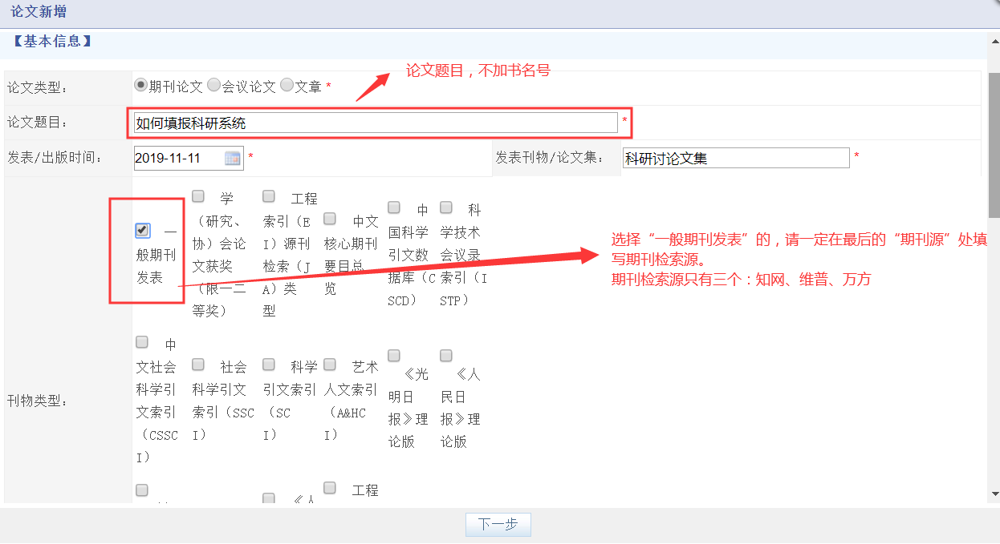 论文新增
【基本信息】
论文题目，不加书名号
论文类型：
期刊论文 会议论文 文章 *
论文题目：
如何填报科研系统 *
发表/出版时间：
2019-11-11 *
发表刊物/论文集：
科研讨论文集 *
刊物类型：
一
般期刊
发表
学
（研究、
协）会论
文获奖
（限一二
等奖）
工程
索引（E
I）源刊
检索（J
A）类
型
中文
核心期刊
要目总
览
中
国科学
引文数
据库（C
SCD）
科
学技术
会议录
索引（I
STP）
选择“一般期刊发表”的，请一定在最后的“期刊源”处填
写期刊检索源。
期刊检索源只有三个：知网、维普、万方
中
文社会
科学引
文索引
（CSSC
I）
社会
科学引文
索引（SSC
I）
科学
引文索引
（SC
I）
艺术
人文索引
（A&HC
I）
《光
明日
报》理
论版
《人
民日
报》理
论版
《人
工程
下一步